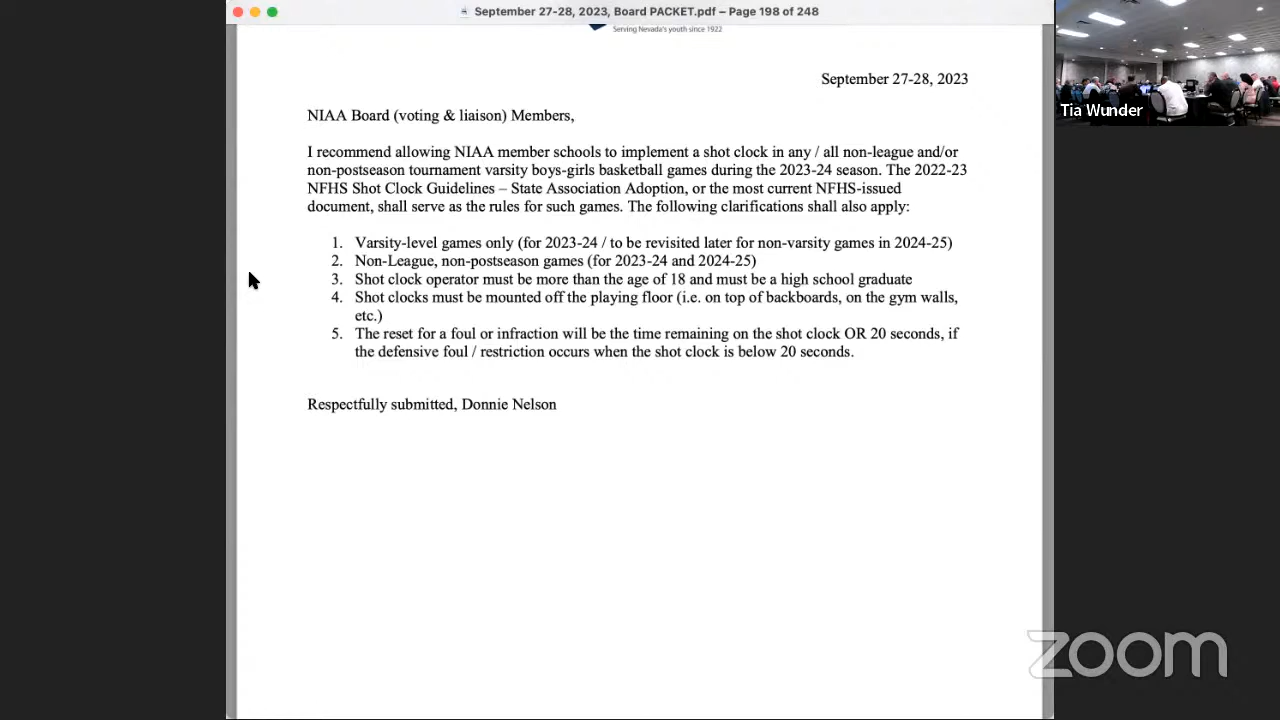 September 27-28, 2023, Board PACKET.pdf – Page 198 of 248
Serving Nevada's youth since 1922
September 27-28, 2023
NIAA Board (voting & liaison) Members,
I recommend allowing NIAA member schools to implement a shot clock in any / all non-league and/or
non-postseason tournament varsity boys-girls basketball games during the 2023-24 season. The 2022-23
NFHS Shot Clock Guidelines – State Association Adoption, or the most current NFHS-issued
document, shall serve as the rules for such games. The following clarifications shall also apply:
1. Varsity-level games only (for 2023-24 / to be revisited later for non-varsity games in 2024-25)
2. Non-League, non-postseason games (for 2023-24 and 2024-25)
3. Shot clock operator must be more than the age of 18 and must be a high school graduate
4. Shot clocks must be mounted off the playing floor (i.e. on top of backboards, on the gym walls,
etc.)
5. The reset for a foul or infraction will be the time remaining on the shot clock OR 20 seconds, if
the defensive foul / restriction occurs when the shot clock is below 20 seconds.
Respectfully submitted, Donnie Nelson
Tia Wunder
zoom